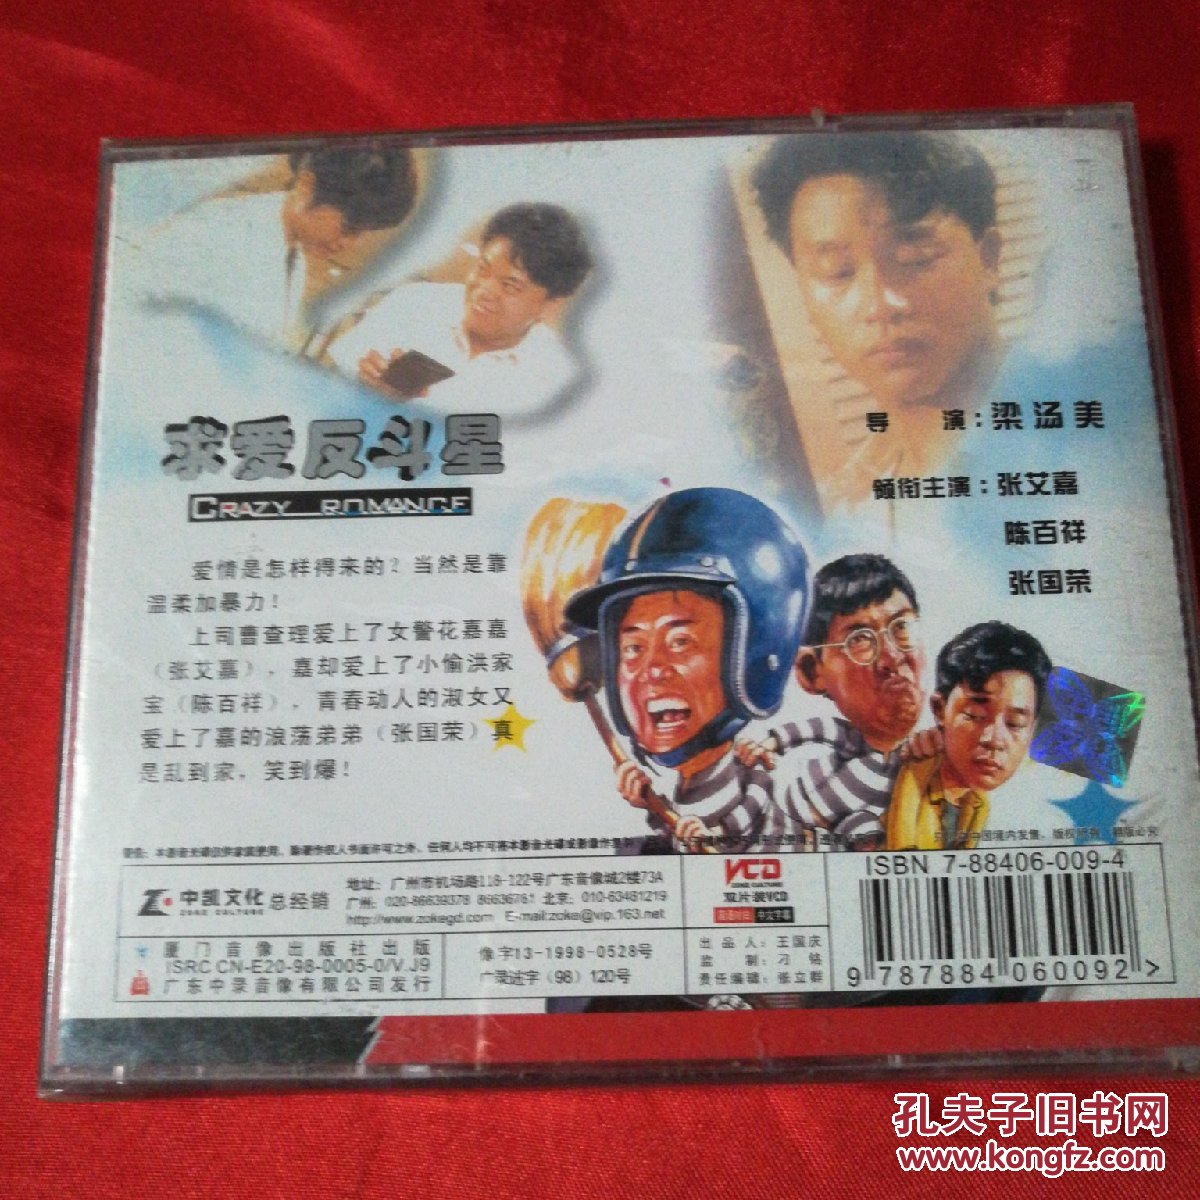 求爱反斗星
CRAZY ROMANCE
导 演：梁汤美
领衔主演：张艾嘉
陈百祥
张国荣
爱情是怎样得来的？当然是靠
温柔加暴力！
上司曹查理爱上了女警花嘉嘉
（张艾嘉），嘉却爱上了小偷洪家
宝（陈百祥），青春动人的淑女又
爱上了嘉的浪荡弟弟（张国荣）真
是乱到家，笑到爆！
中凯文化 总经销
ZOKE CULTURE
地址：广州市机场路118-122号广东音像城2楼73A
广州：020-86639378 86636761 北京：010-63481219
http://www.zokegd.com E-mail:zoke@vip.163.net
厦门音像出版社出版
ISRC CN-E20-98-0005-0/V.J9
广东中录音像有限公司发行
像字13-1998-0528号
广录进字（98）120号
VCD
ZOKE CULTURE
双片装VCD
中文字幕
出品人：王国庆
监 制：刁铭
责任编辑：张立群
ISBN 7-88406-009-4
9 787884 060092 >
孔夫子旧书网
www.kongfz.com